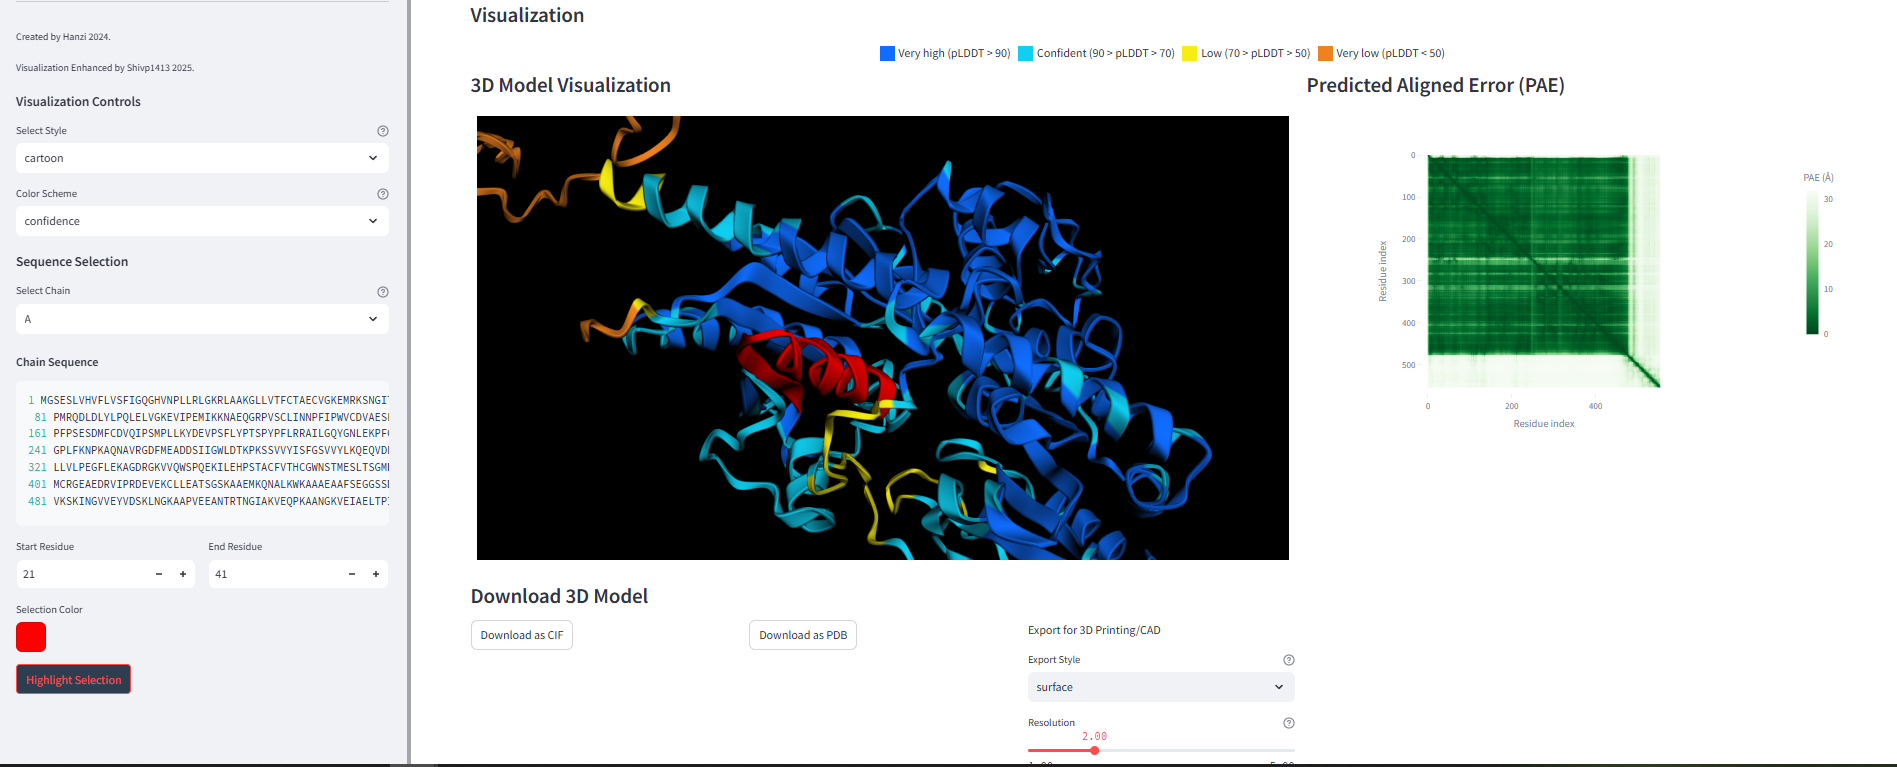 Created by Hanzi 2024.
Visualization Enhanced by Shivp1413 2025.
Visualization Controls
Select Style
cartoon
Color Scheme
confidence
Sequence Selection
Select Chain
A
Chain Sequence
1 MGSESLVHVFLVSFIGQGHVNPLLRLGKRLAAKGLLVTFCTAECVGKEMRKSNGI
81 PMRQDLDLYLPQLELVGKEVIPEMIKKNAEQGRPVSCLINNPFIPWVCDVAES
161 PFPSESDMFCDVQIPSMPLLKYDEVPSFLYPTSPYPFLRRAILGQYGNLEKPF
241 GPLFKNPKAQNAVRGDFMEADDSIIGWLDTKPKSSVVYISFGSVVYLKQEQVD
321 LLVLPEGFLEKAGDRGKVVQWSPQEKILEHPSTACFVTHCGWNSTMESLTSGM
401 MCRGEAEDRVIPRDEVEKCLLEATSGSKAAEMKQNALKWKAAAEAAFSEGGSS
481 VKSKINGVVEYVDSKLNGKAAPVEEANTRTNGIAKVEQPKAANGKVEIAELTP
Start Residue
End Residue
21 − +
41 − +
Selection Color
Highlight Selection
Visualization
Very high (pLDDT > 90) Confident (90 > pLDDT > 70) Low (70 > pLDDT > 50) Very low (pLDDT < 50)
3D Model Visualization
Predicted Aligned Error (PAE)
0
100
200
300
400
500
Residue index
0 200 400
Residue index
PAE (Å)
30
20
10
0
Download 3D Model
Download as CIF
Download as PDB
Export for 3D Printing/CAD
Export Style
surface
Resolution
2.00